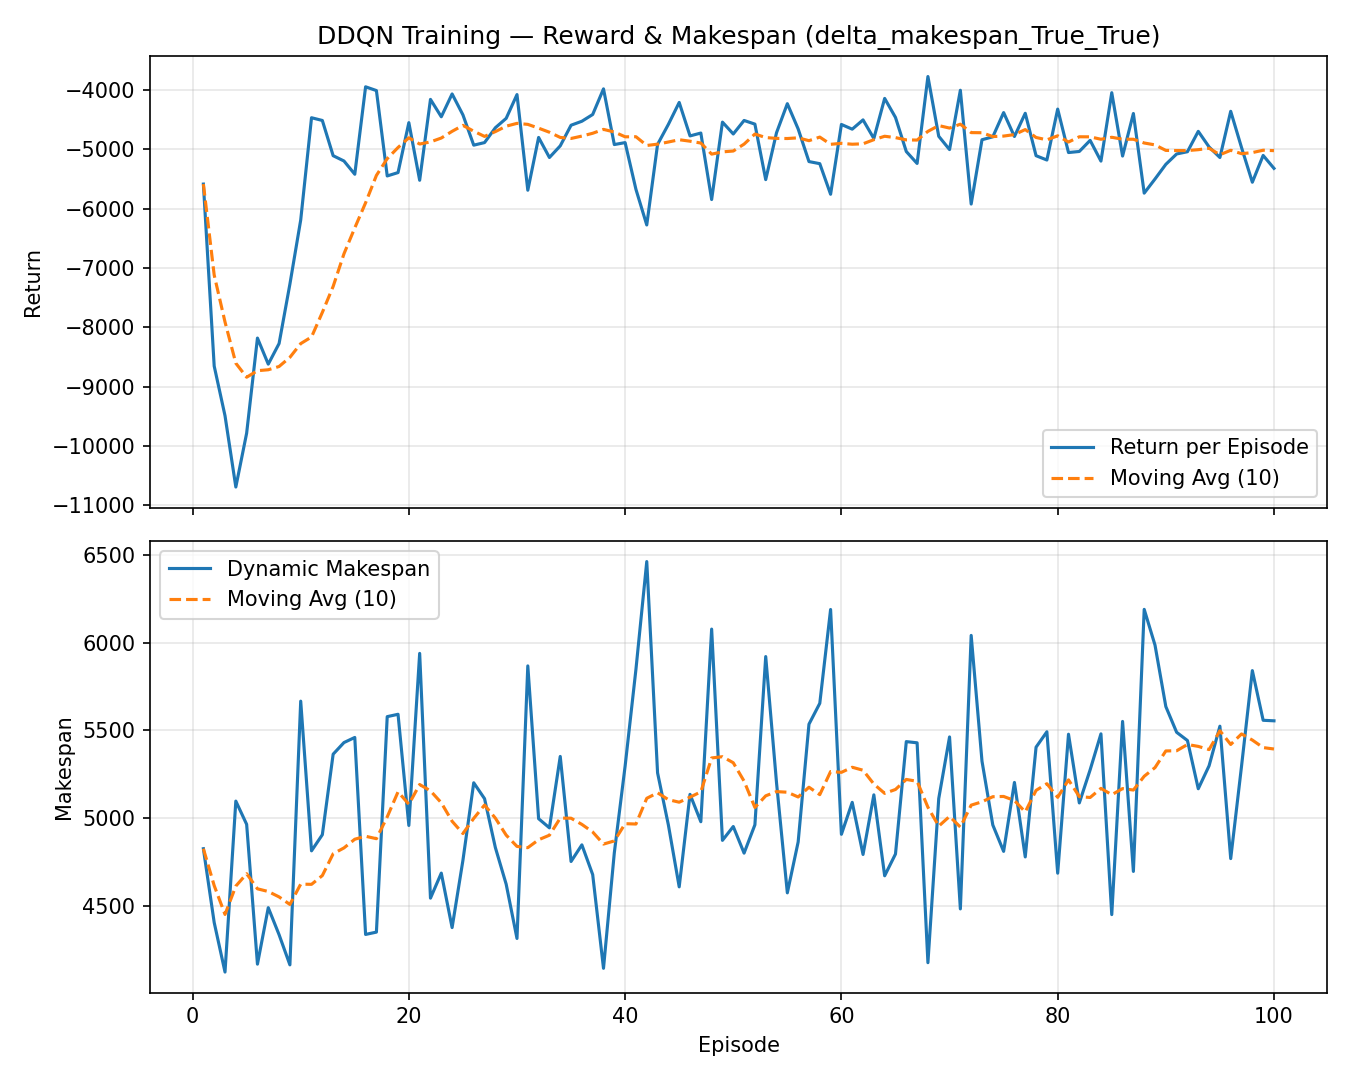 DDQN Training — Reward & Makespan (delta_makespan_True_True)
−4000
−5000
−6000
−7000
−8000
−9000
−10000
−11000
Return
Return per Episode
Moving Avg (10)
6500
6000
5500
5000
4500
Makespan
Dynamic Makespan
Moving Avg (10)
0 20 40 60 80 100
Episode